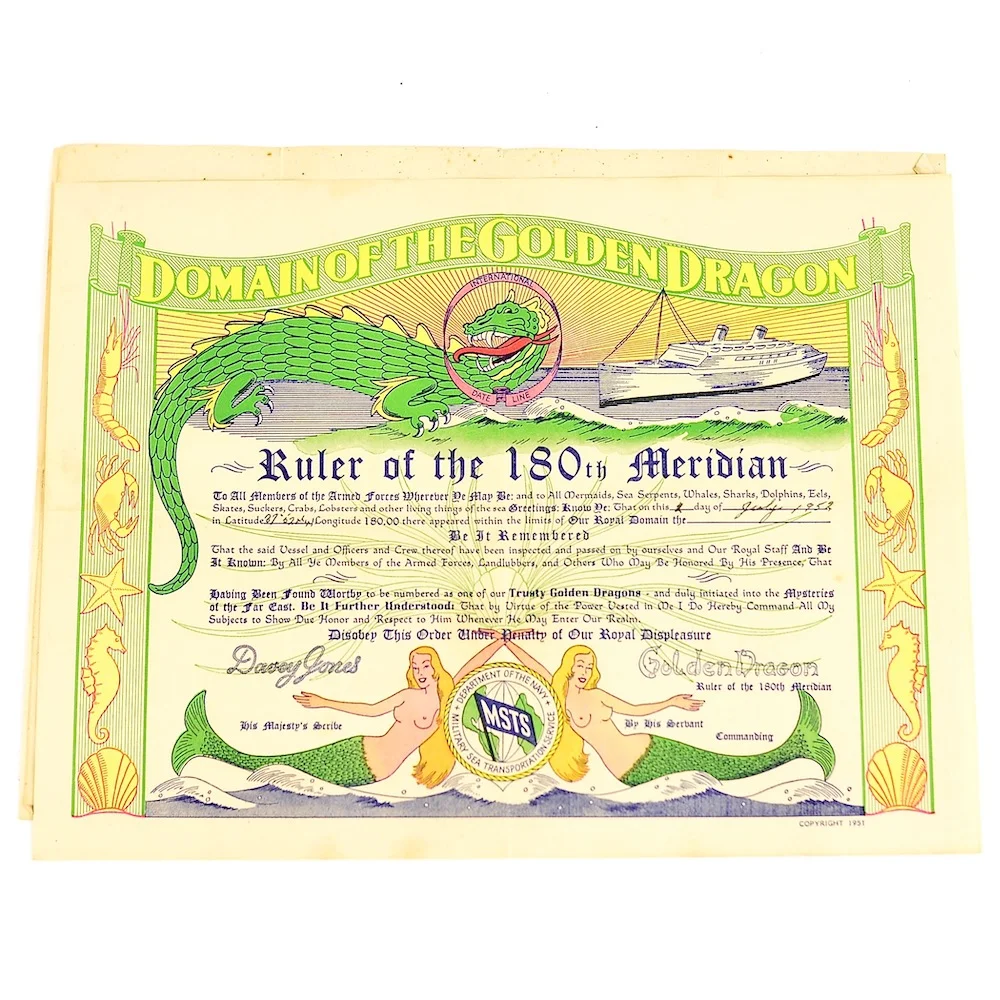 DOMAIN OF THE GOLDEN DRAGON
INTERNATIONAL
DATE LINE
Ruler of the 180th Meridian
To All Members of the Armed Forces Wherever Ye May Be: and to All Mermaids, Sea Serpents, Whales, Sharks, Dolphins, Eels,
Skates, Suckers, Crabs, Lobsters and other living things of the sea Greetings: Know Ye: That on this 2 day of July 1952
in Latitude Longitude 180.00 there appeared within the limits of Our Royal Domain the
Be It Remembered
That the said Vessel and Officers and Crew thereof have been inspected and passed on by ourselves and Our Royal Staff And Be
It Known: By All Ye Members of the Armed Forces, Landlubbers, and Others Who May Be Honored By His Presence, That
Having Been Found Worthy to be numbered as one of our Trusty Golden Dragons - and duly initiated into the Mysteries
of the Far East. Be It Further Understood: That by Virtue of the Power Vested in Me I Do Hereby Command All My
Subjects to Show Due Honor and Respect to Him Whenever He May Enter Our Realm.
Disobey This Order Under Penalty of Our Royal Displeasure
Davey Jones
Golden Dragon
Ruler of the 180th Meridian
His Majesty's Scribe
DEPARTMENT OF THE NAVY
MSTS
MILITARY SEA TRANSPORTATION SERVICE
By His Servant
Commanding
COPYRIGHT 1951